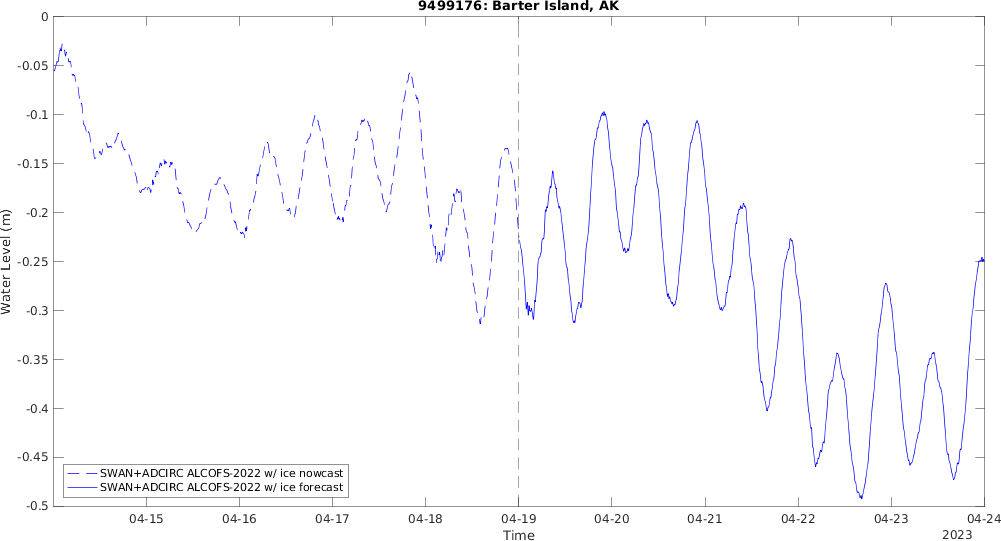 9499176: Barter Island, AK
0
-0.05
-0.1
-0.15
-0.2
-0.25
-0.3
-0.35
-0.4
-0.45
-0.5
Water Level (m)
SWAN+ADCIRC ALCOFS-2022 w/ ice nowcast
SWAN+ADCIRC ALCOFS-2022 w/ ice forecast
04-15 04-16 04-17 04-18 04-19 04-20 04-21 04-22 04-23 04-24
Time
2023